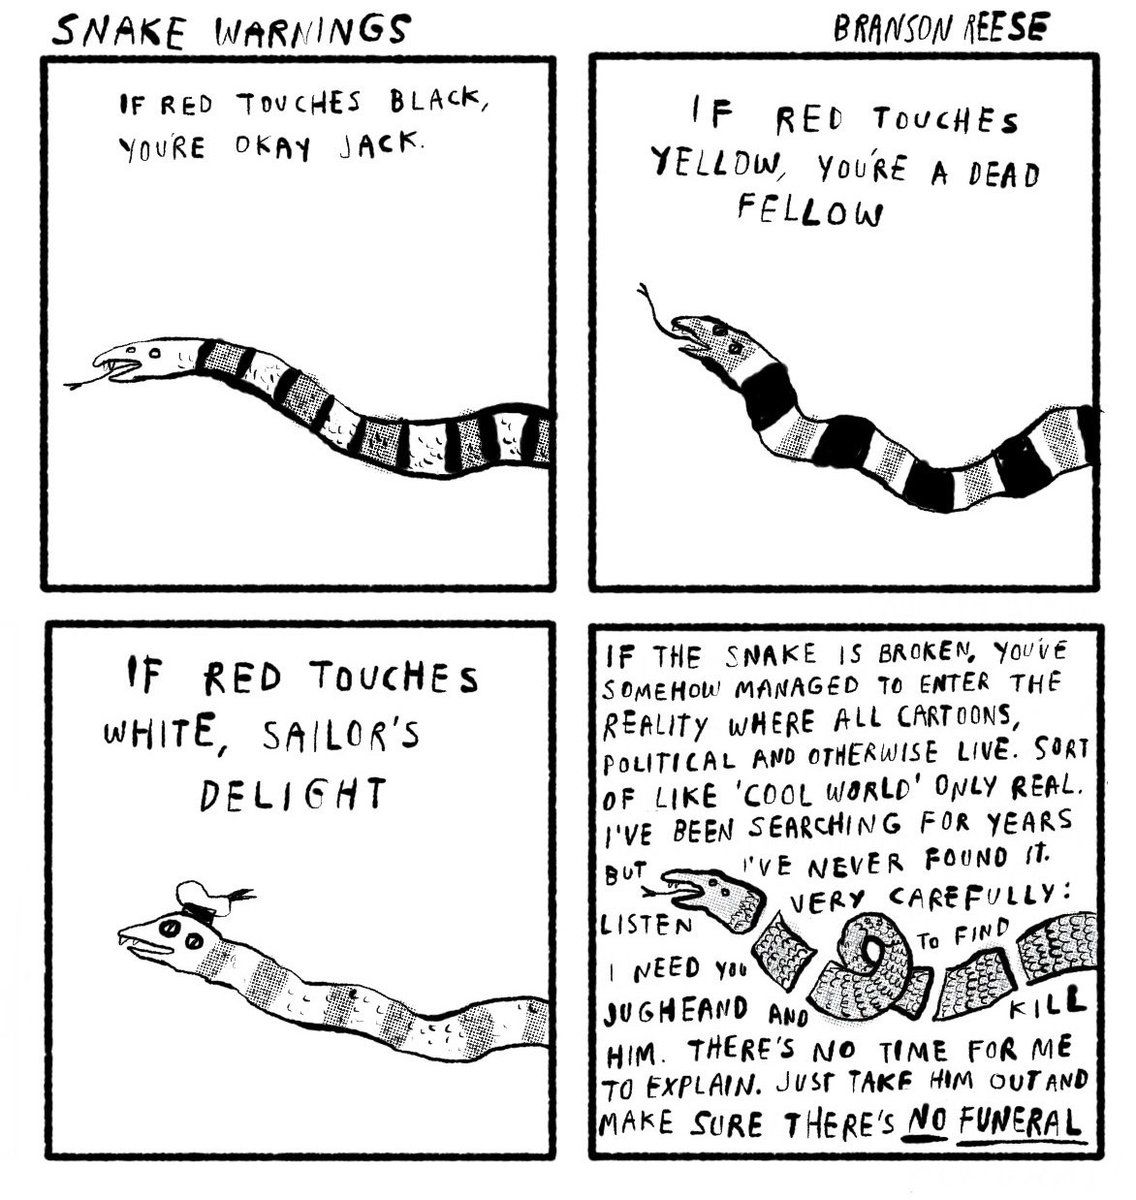 SNAKE WARNINGS
BRANSON REESE
IF RED TOUCHES BLACK,
YOU'RE OKAY JACK.
IF RED TOUCHES
YELLOW, YOU'RE A DEAD
FELLOW
IF RED TOUCHES
WHITE, SAILOR'S
DELIGHT
IF THE SNAKE IS BROKEN, YOU'VE
SOMEHOW MANAGED TO ENTER THE
REALITY WHERE ALL CARTOONS,
POLITICAL AND OTHERWISE LIVE. SORT
OF LIKE 'COOL WORLD' ONLY REAL.
I'VE BEEN SEARCHING FOR YEARS
BUT I'VE NEVER FOUND IT.
LISTEN VERY CAREFULLY:
I NEED YOU TO FIND
JUGHEAND AND KILL
HIM. THERE'S NO TIME FOR ME
TO EXPLAIN. JUST TAKE HIM OUT AND
MAKE SURE THERE'S NO FUNERAL